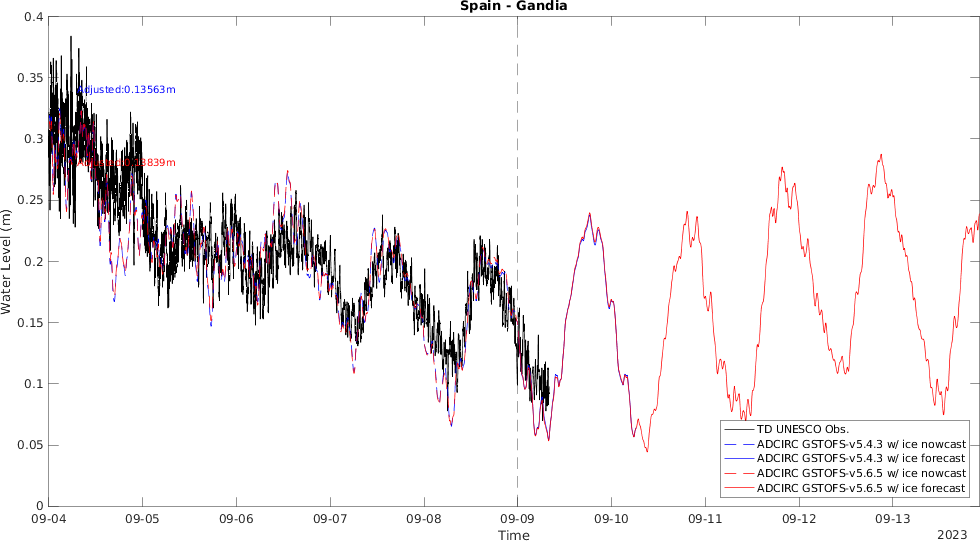 Spain - Gandia
0.4
0.35
0.3
0.25
0.2
0.15
0.1
0.05
0
Water Level (m)
Adjusted:0.13563m
09-04
09-05
09-06
09-07
09-08
09-09
09-10
09-11
09-12
09-13
Time
2023
TD UNESCO Obs.
ADCIRC GSTOFS-v5.4.3 w/ ice nowcast
ADCIRC GSTOFS-v5.4.3 w/ ice forecast
ADCIRC GSTOFS-v5.6.5 w/ ice nowcast
ADCIRC GSTOFS-v5.6.5 w/ ice forecast